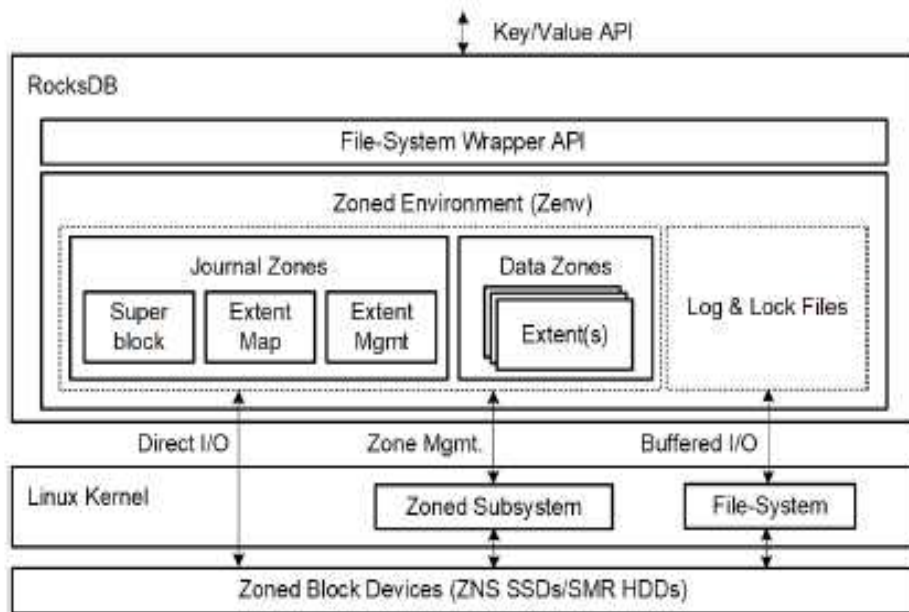 Key/Value API
RocksDB
File-System Wrapper API
Zoned Environment (Zenv)
Journal Zones
Data Zones
Super
block
Extent
Map
Extent
Mgmt
Extent(s)
Log & Lock Files
Direct I/O
Zone Mgmt.
Buffered I/O
Linux Kernel
Zoned Subsystem
File-System
Zoned Block Devices (ZNS SSDs/SMR HDDs)